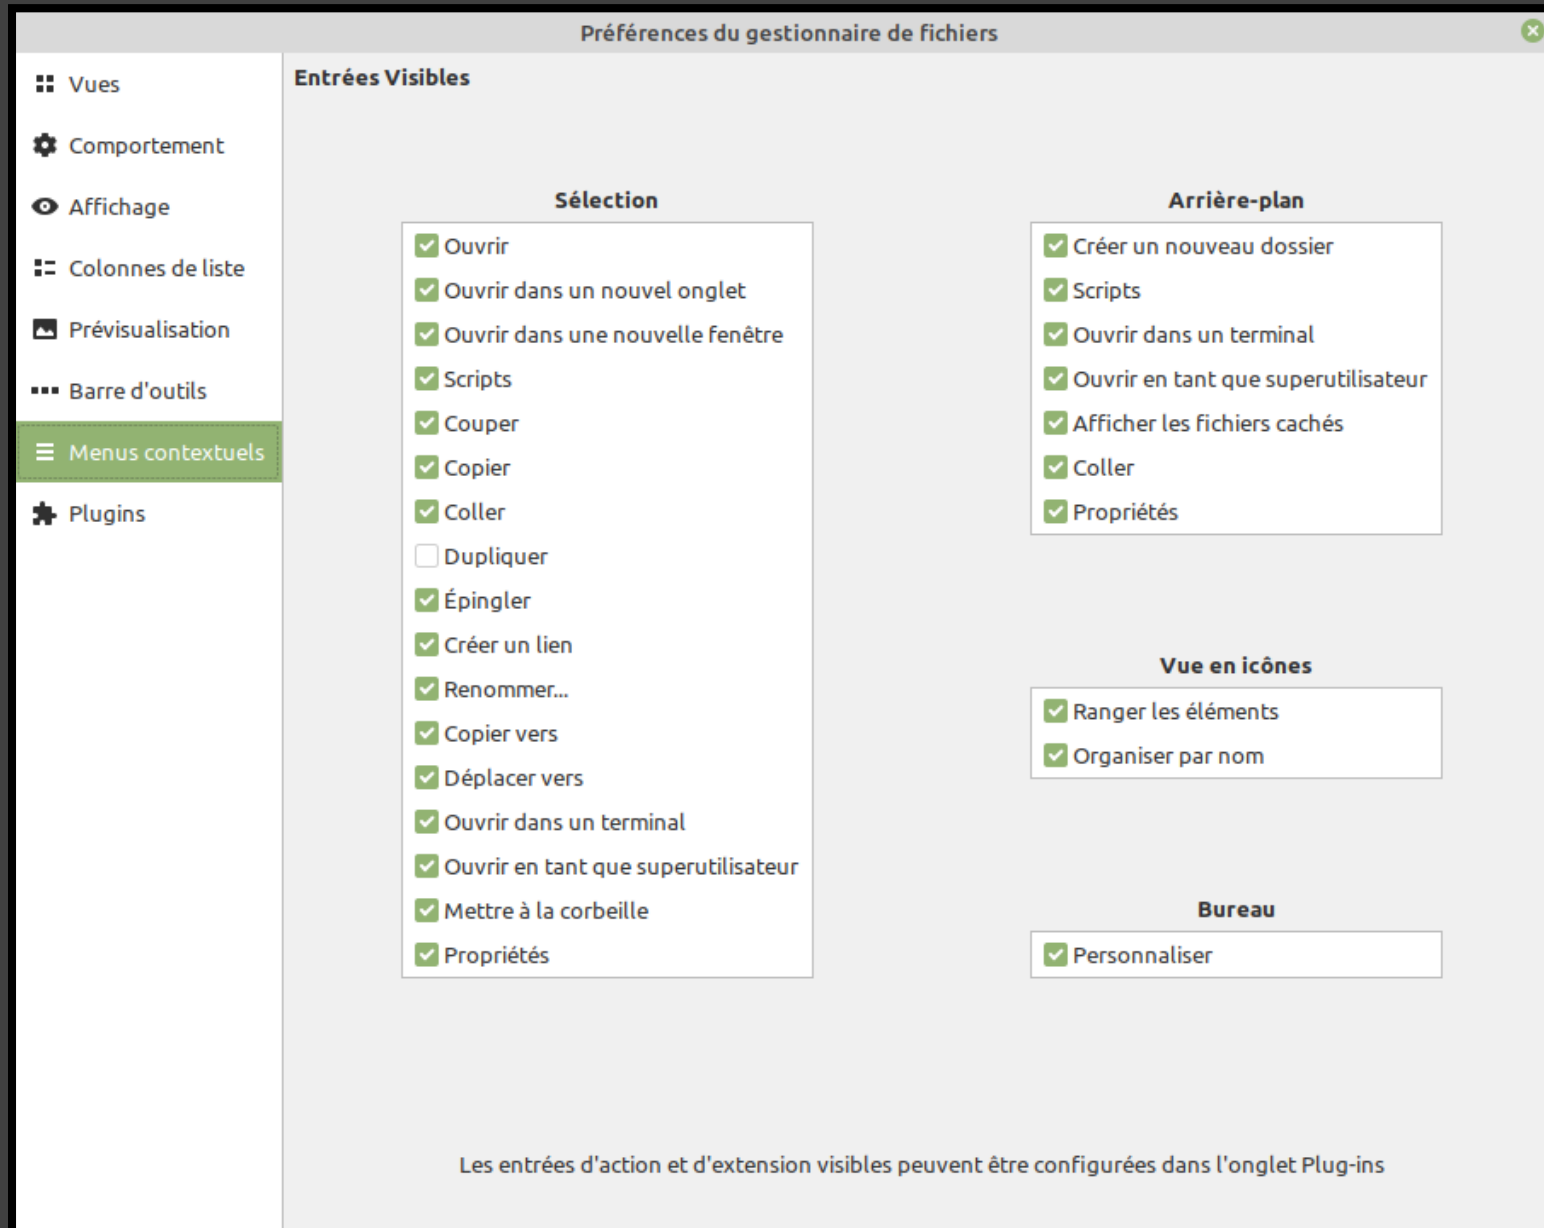 Préférences du gestionnaire de fichiers
Vues
Comportement
Affichage
Colonnes de liste
Prévisualisation
Barre d'outils
Menus contextuels
Plugins
Entrées Visibles
Sélection
Ouvrir
Ouvrir dans un nouvel onglet
Ouvrir dans une nouvelle fenêtre
Scripts
Couper
Copier
Coller
Dupliquer
Épingler
Créer un lien
Renommer...
Copier vers
Déplacer vers
Ouvrir dans un terminal
Ouvrir en tant que superutilisateur
Mettre à la corbeille
Propriétés
Arrière-plan
Créer un nouveau dossier
Scripts
Ouvrir dans un terminal
Ouvrir en tant que superutilisateur
Afficher les fichiers cachés
Coller
Propriétés
Vue en icônes
Ranger les éléments
Organiser par nom
Bureau
Personnaliser
Les entrées d'action et d'extension visibles peuvent être configurées dans l'onglet Plug-ins